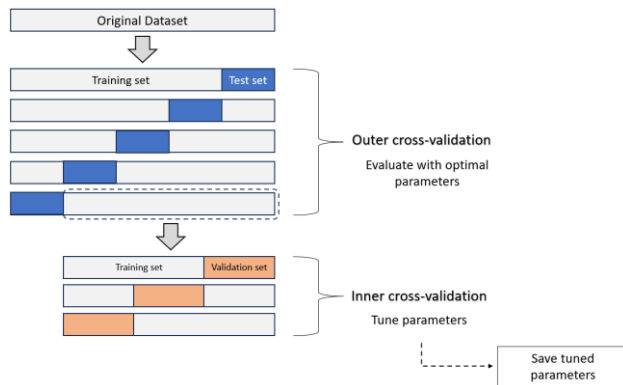 Original Dataset
Training set
Test set
Outer cross-validation
Evaluate with optimal
parameters
Training set
Validation set
Inner cross-validation
Tune parameters
Save tuned
parameters